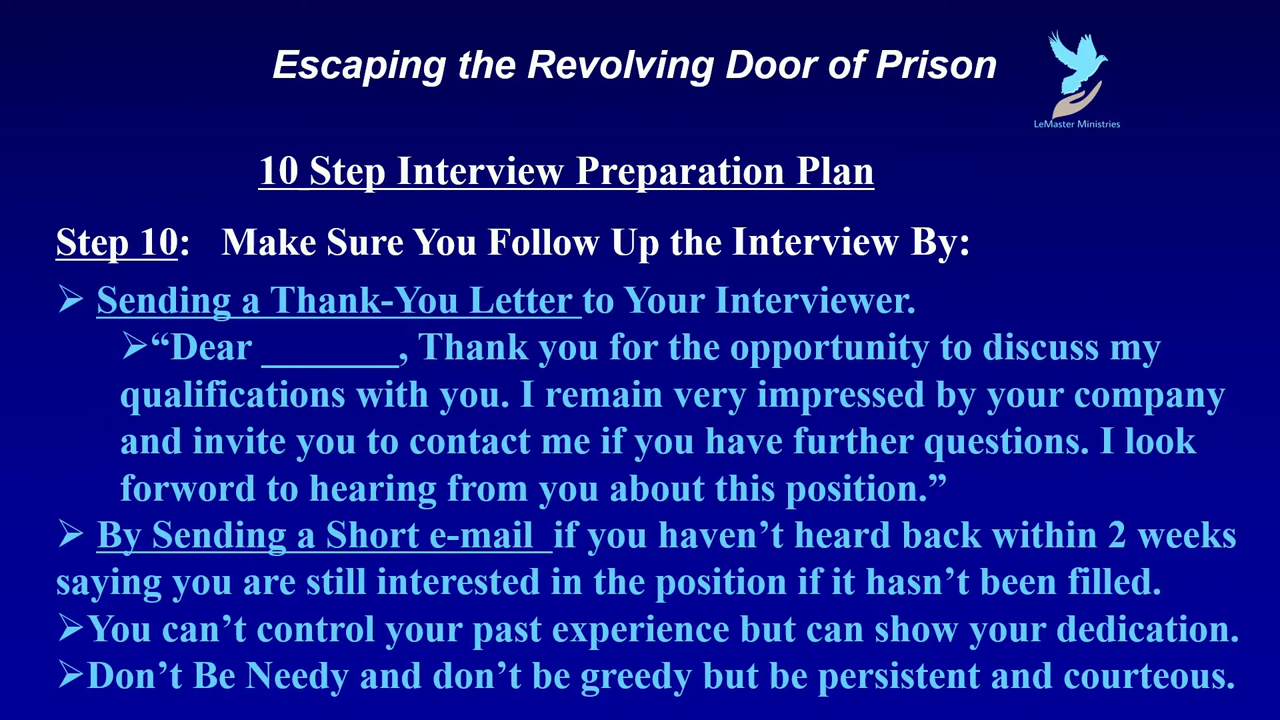 Escaping the Revolving Door of Prison
LeMaster Ministries
10 Step Interview Preparation Plan
Step 10: Make Sure You Follow Up the Interview By:
➢ Sending a Thank-You Letter to Your Interviewer.
➢“Dear _______, Thank you for the opportunity to discuss my
qualifications with you. I remain very impressed by your company
and invite you to contact me if you have further questions. I look
forward to hearing from you about this position.”
➢ By Sending a Short e-mail if you haven’t heard back within 2 weeks
saying you are still interested in the position if it hasn’t been filled.
➢You can’t control your past experience but can show your dedication.
➢Don’t Be Needy and don’t be greedy but be persistent and courteous.